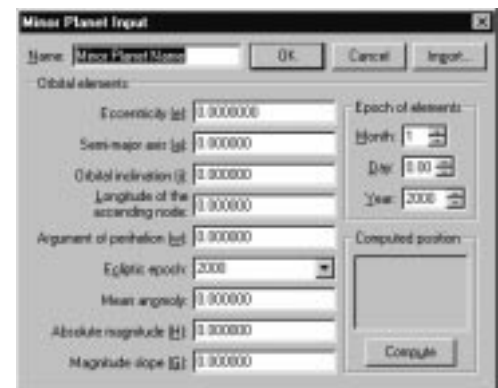 Minor Planet Input
Name: Minor Planet Name OK Cancel Import...
Orbital elements
Eccentricity (e): 0.0000000
Semi-major axis (a): 0.000000
Orbital inclination (i): 0.000000
Longitude of the
ascending node: 0.000000
Argument of perihelion (w): 0.000000
Ecliptic epoch: 2000
Mean anomoly: 0.000000
Absolute magnitude (H): 0.000000
Magnitude slope (G): 0.000000
Epoch of elements
Month: 1
Day: 0.00
Year: 2000
Computed position
Compute